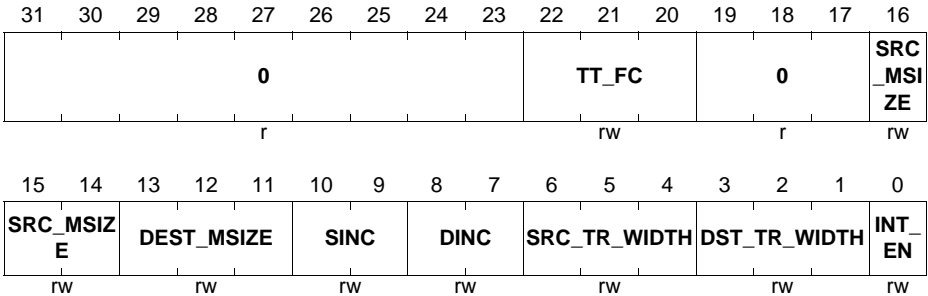 31 30 29 28 27 26 25 24 23 22 21 20 19 18 17 16
0 TT_FC 0 SRC
_MSI
ZE
r rw r rw
15 14 13 12 11 10 9 8 7 6 5 4 3 2 1 0
SRC_MSIZ
E DEST_MSIZE SINC DINC SRC_TR_WIDTH DST_TR_WIDTH INT_
EN
rw rw rw rw rw rw rw